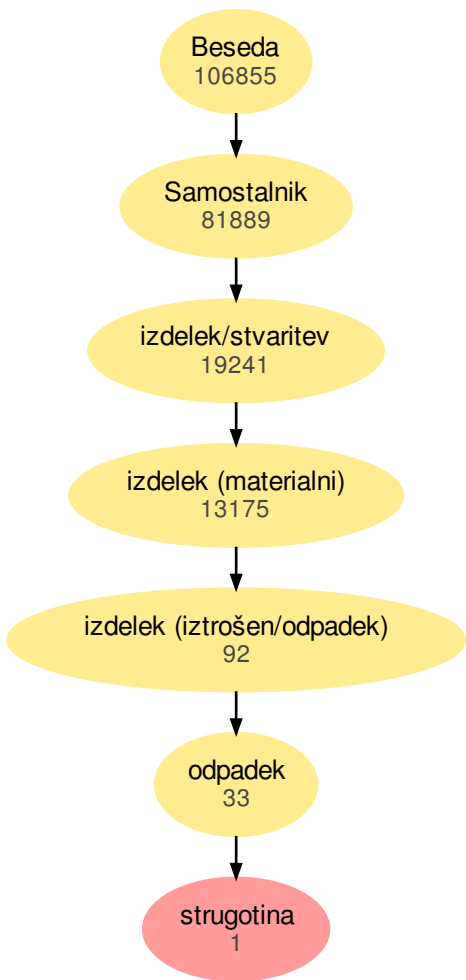 Beseda
106855
Samostalnik
81889
izdelek/stvaritev
19241
izdelek (materialni)
13175
izdelek (iztrošen/odpadek)
92
odpadek
33
strugotina
1